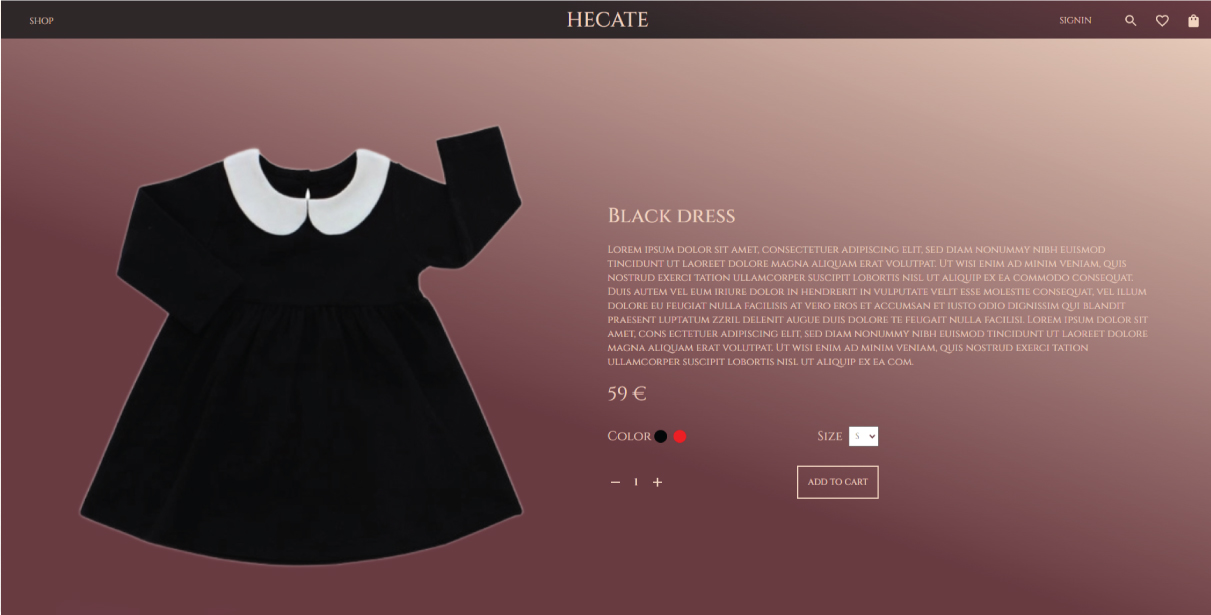 SHOP
HECATE
SIGNIN
Black dress
Lorem ipsum dolor sit amet, consectetuer adipiscing elit, sed diam nonummy nibh euismod
tincidunt ut laoreet dolore magna aliquam erat volutpat. Ut wisi enim ad minim veniam, quis
nostrud exerci tation ullamcorper suscipit lobortis nisl ut aliquip ex ea commodo consequat.
Duis autem vel eum iriure dolor in hendrerit in vulputate velit esse molestie consequat, vel illum
dolore eu feugiat nulla facilisis at vero eros et accumsan et iusto odio dignissim qui blandit
praesent luptatum zzril delenit augue duis dolore te feugait nulla facilisi. Lorem ipsum dolor sit
amet, cons ectetuer adipiscing elit, sed diam nonummy nibh euismod tincidunt ut laoreet dolore
magna aliquam erat volutpat. Ut wisi enim ad minim veniam, quis nostrud exerci tation
ullamcorper suscipit lobortis nisl ut aliquip ex ea com.
59 €
Color
Size S
− 1 +
ADD TO CART